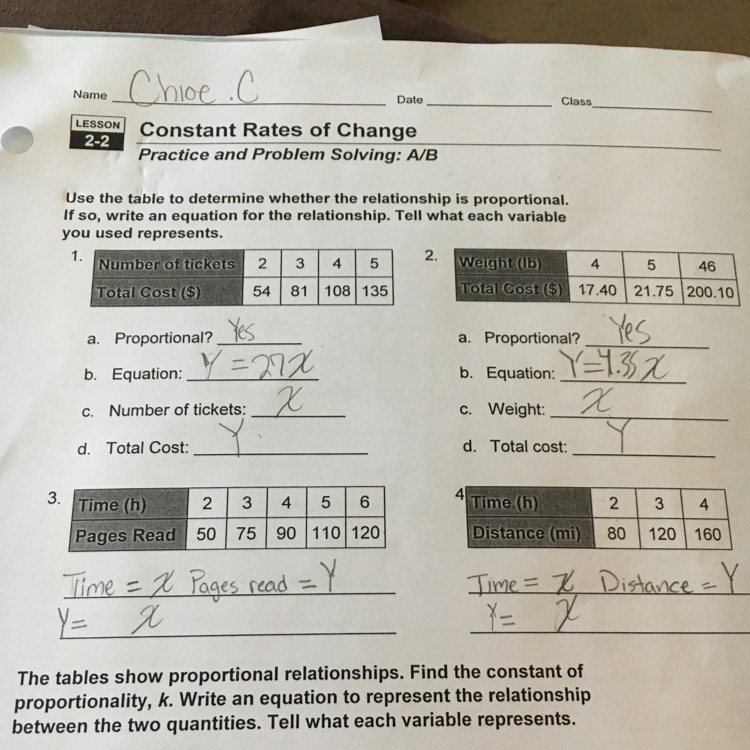 Name Chloe .C Date Class
LESSON 2-2 Constant Rates of Change
Practice and Problem Solving: A/B
Use the table to determine whether the relationship is proportional.
If so, write an equation for the relationship. Tell what each variable
you used represents.
1. Number of tickets 2 3 4 5
Total Cost ($) 54 81 108 135
a. Proportional? Yes
b. Equation: Y = 27x
c. Number of tickets: x
d. Total Cost: Y.
2. Weight (lb) 4 5 46
Total Cost ($) 17.40 21.75 200.10
a. Proportional? Yes
b. Equation: Y=4.35x
c. Weight: x
d. Total cost: Y
3. Time (h) 2 3 4 5 6
Pages Read 50 75 90 110 120
Time = x Pages read = Y
Y= x
4 Time (h) 2 3 4
Distance (mi) 80 120 160
Time = x Distance = Y
Y= x
The tables show proportional relationships. Find the constant of
proportionality, k. Write an equation to represent the relationship
between the two quantities. Tell what each variable represents.